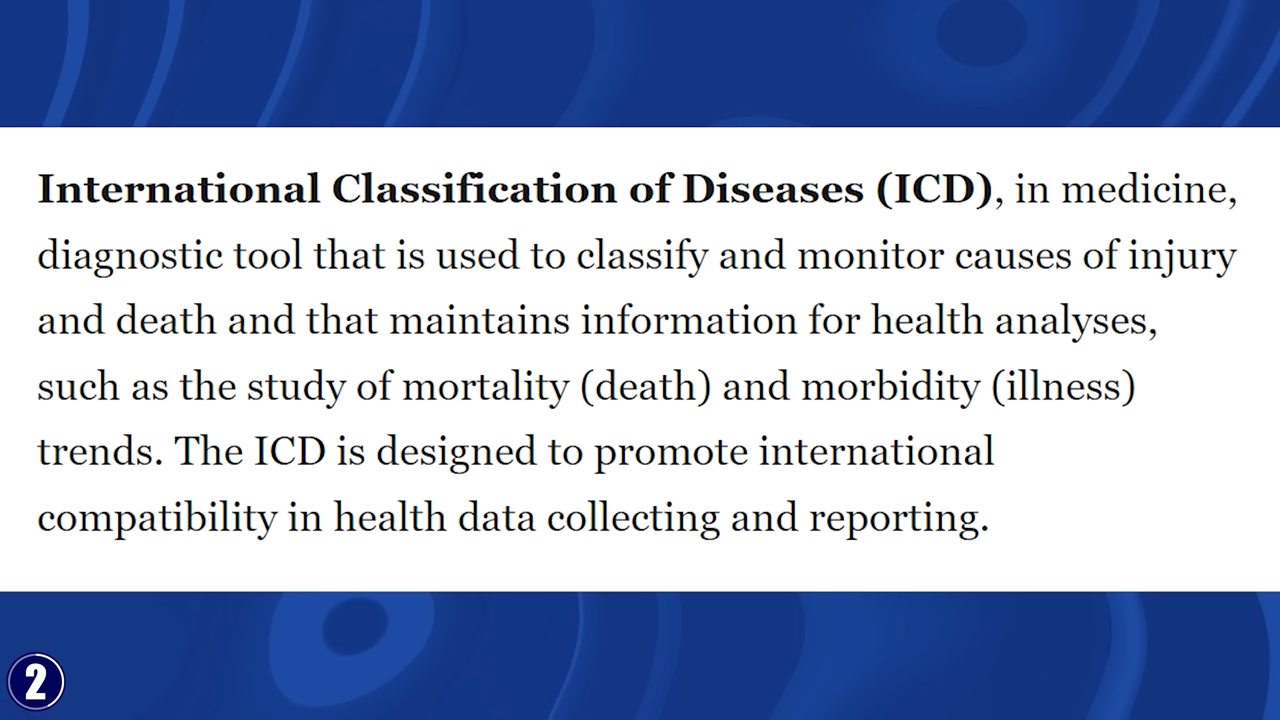 International Classification of Diseases (ICD), in medicine,
diagnostic tool that is used to classify and monitor causes of injury
and death and that maintains information for health analyses,
such as the study of mortality (death) and morbidity (illness)
trends. The ICD is designed to promote international
compatibility in health data collecting and reporting.
2